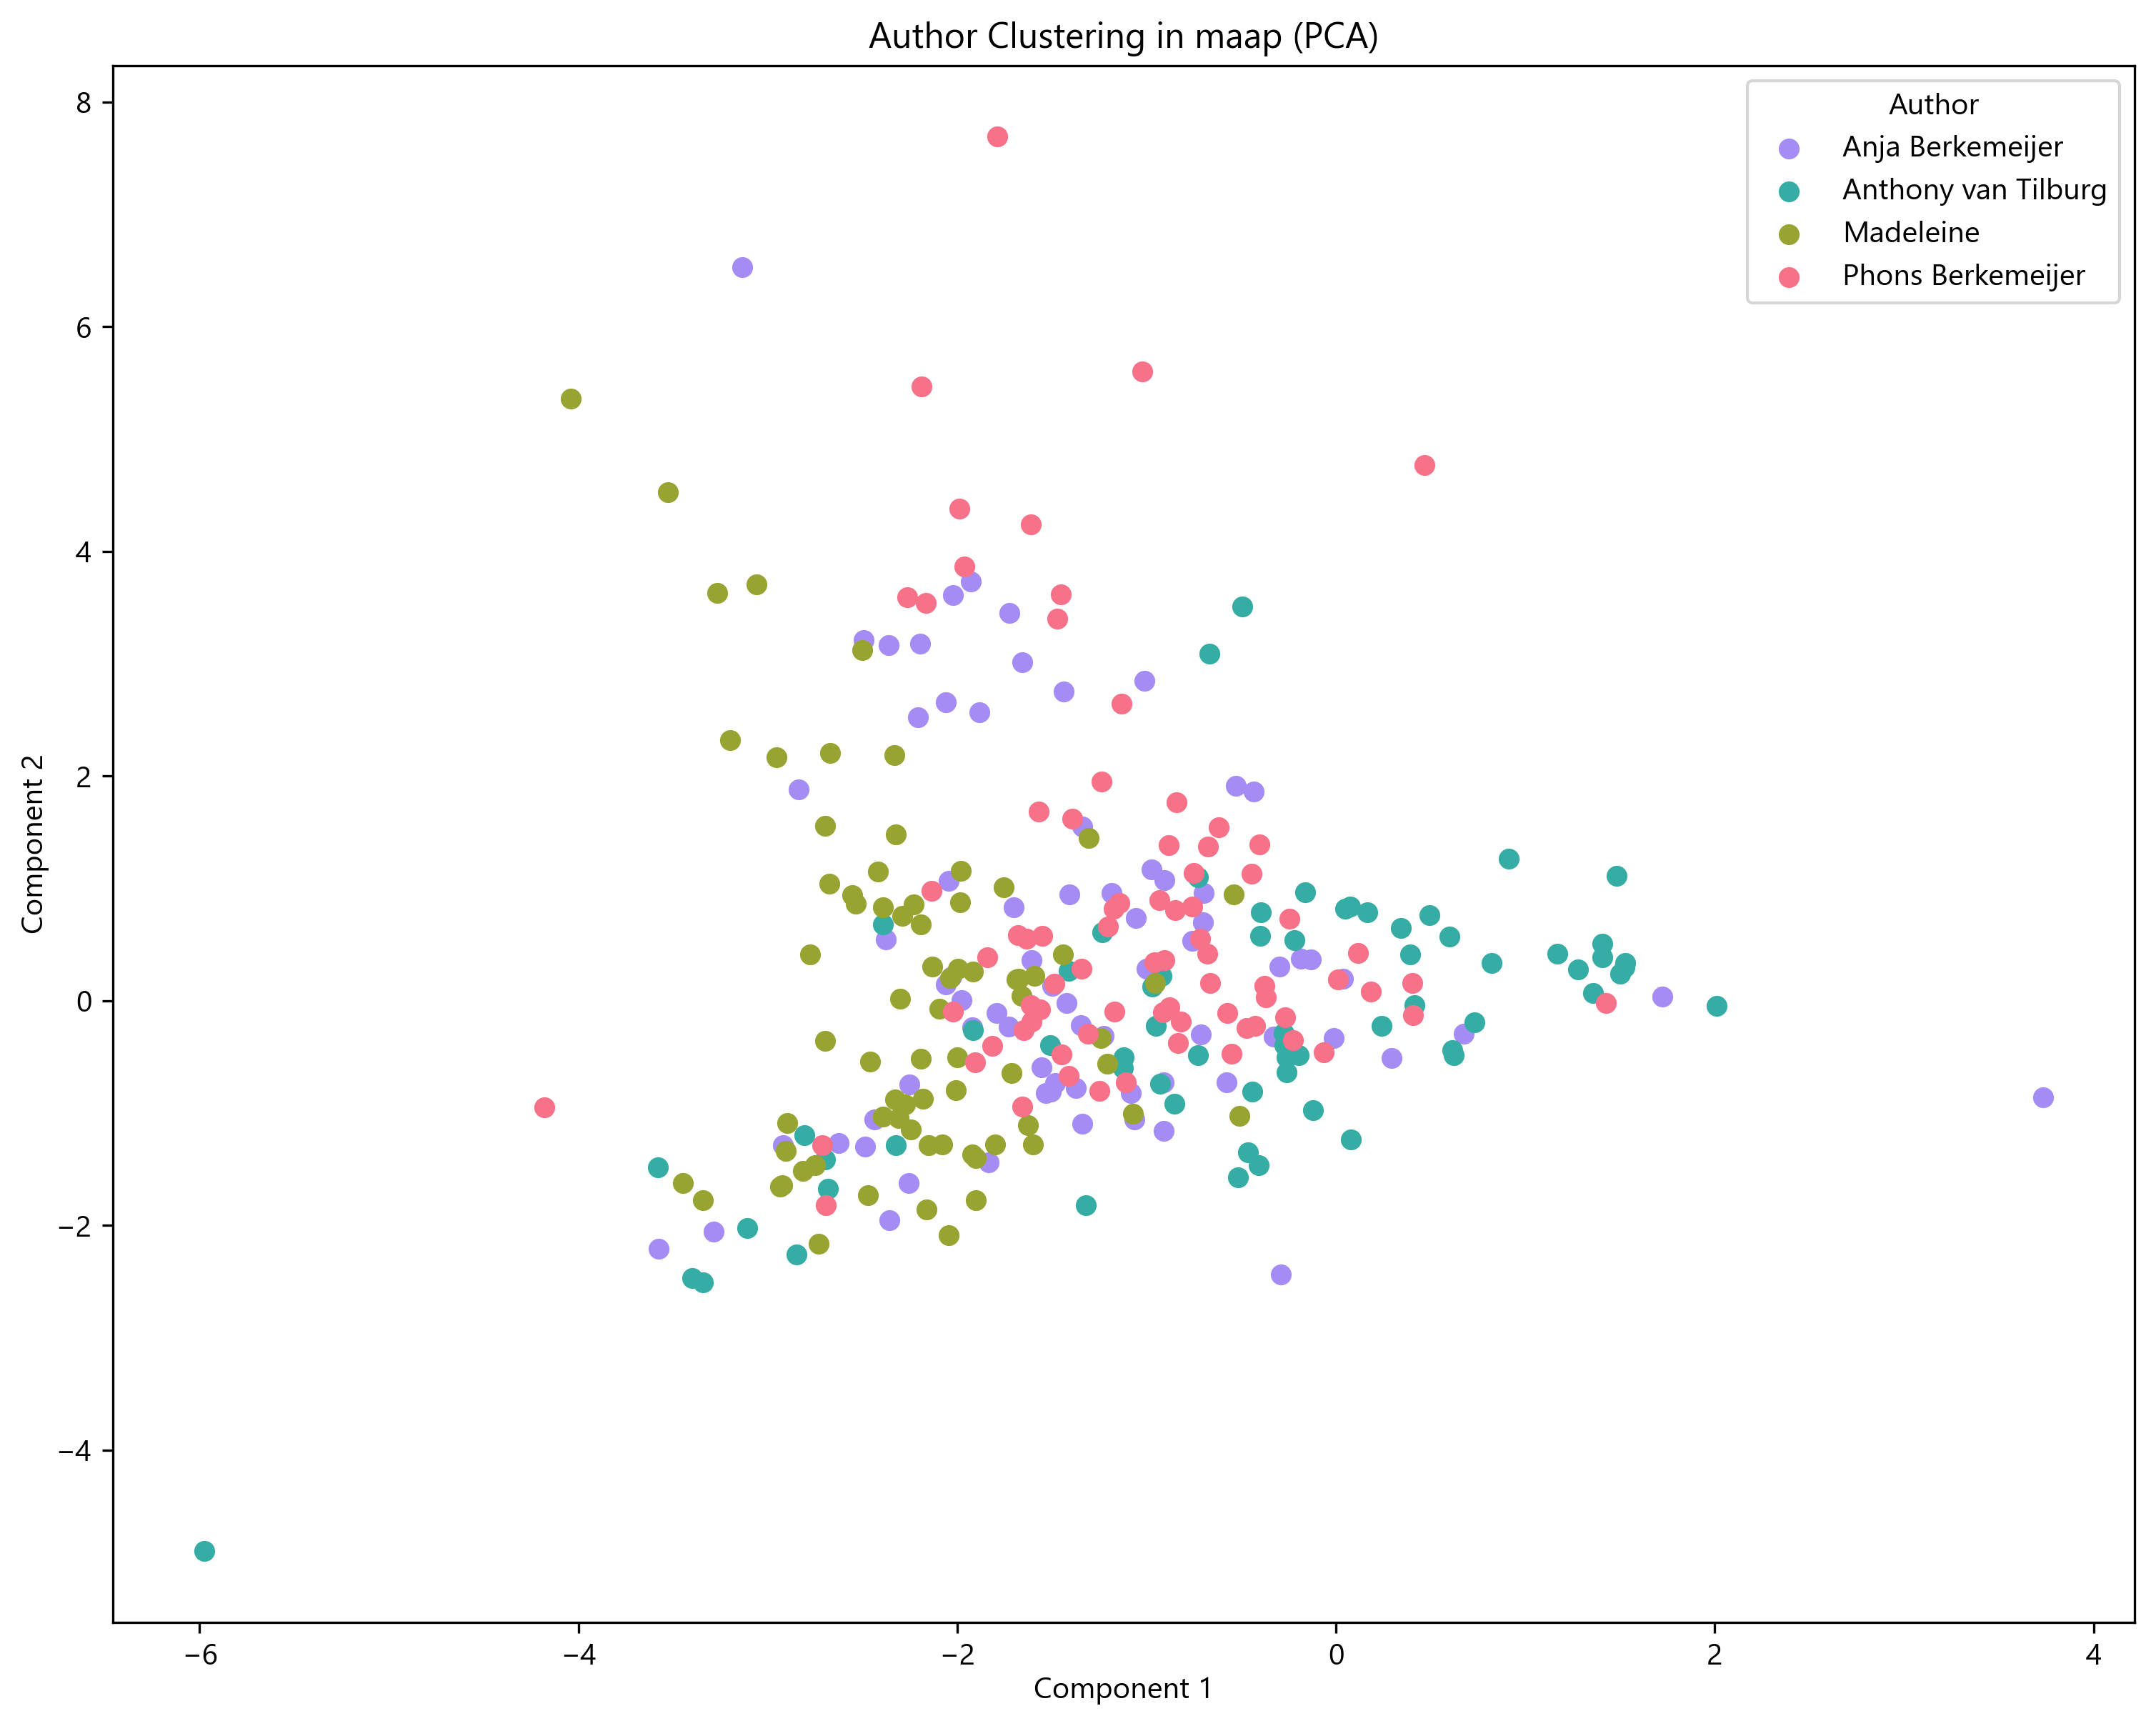 Author Clustering in maap (PCA)
Author
Anja Berkemeijer
Anthony van Tilburg
Madeleine
Phons Berkemeijer
Component 2
8
6
4
2
0
−2
−4
−6
−4
−2
0
2
4
Component 1